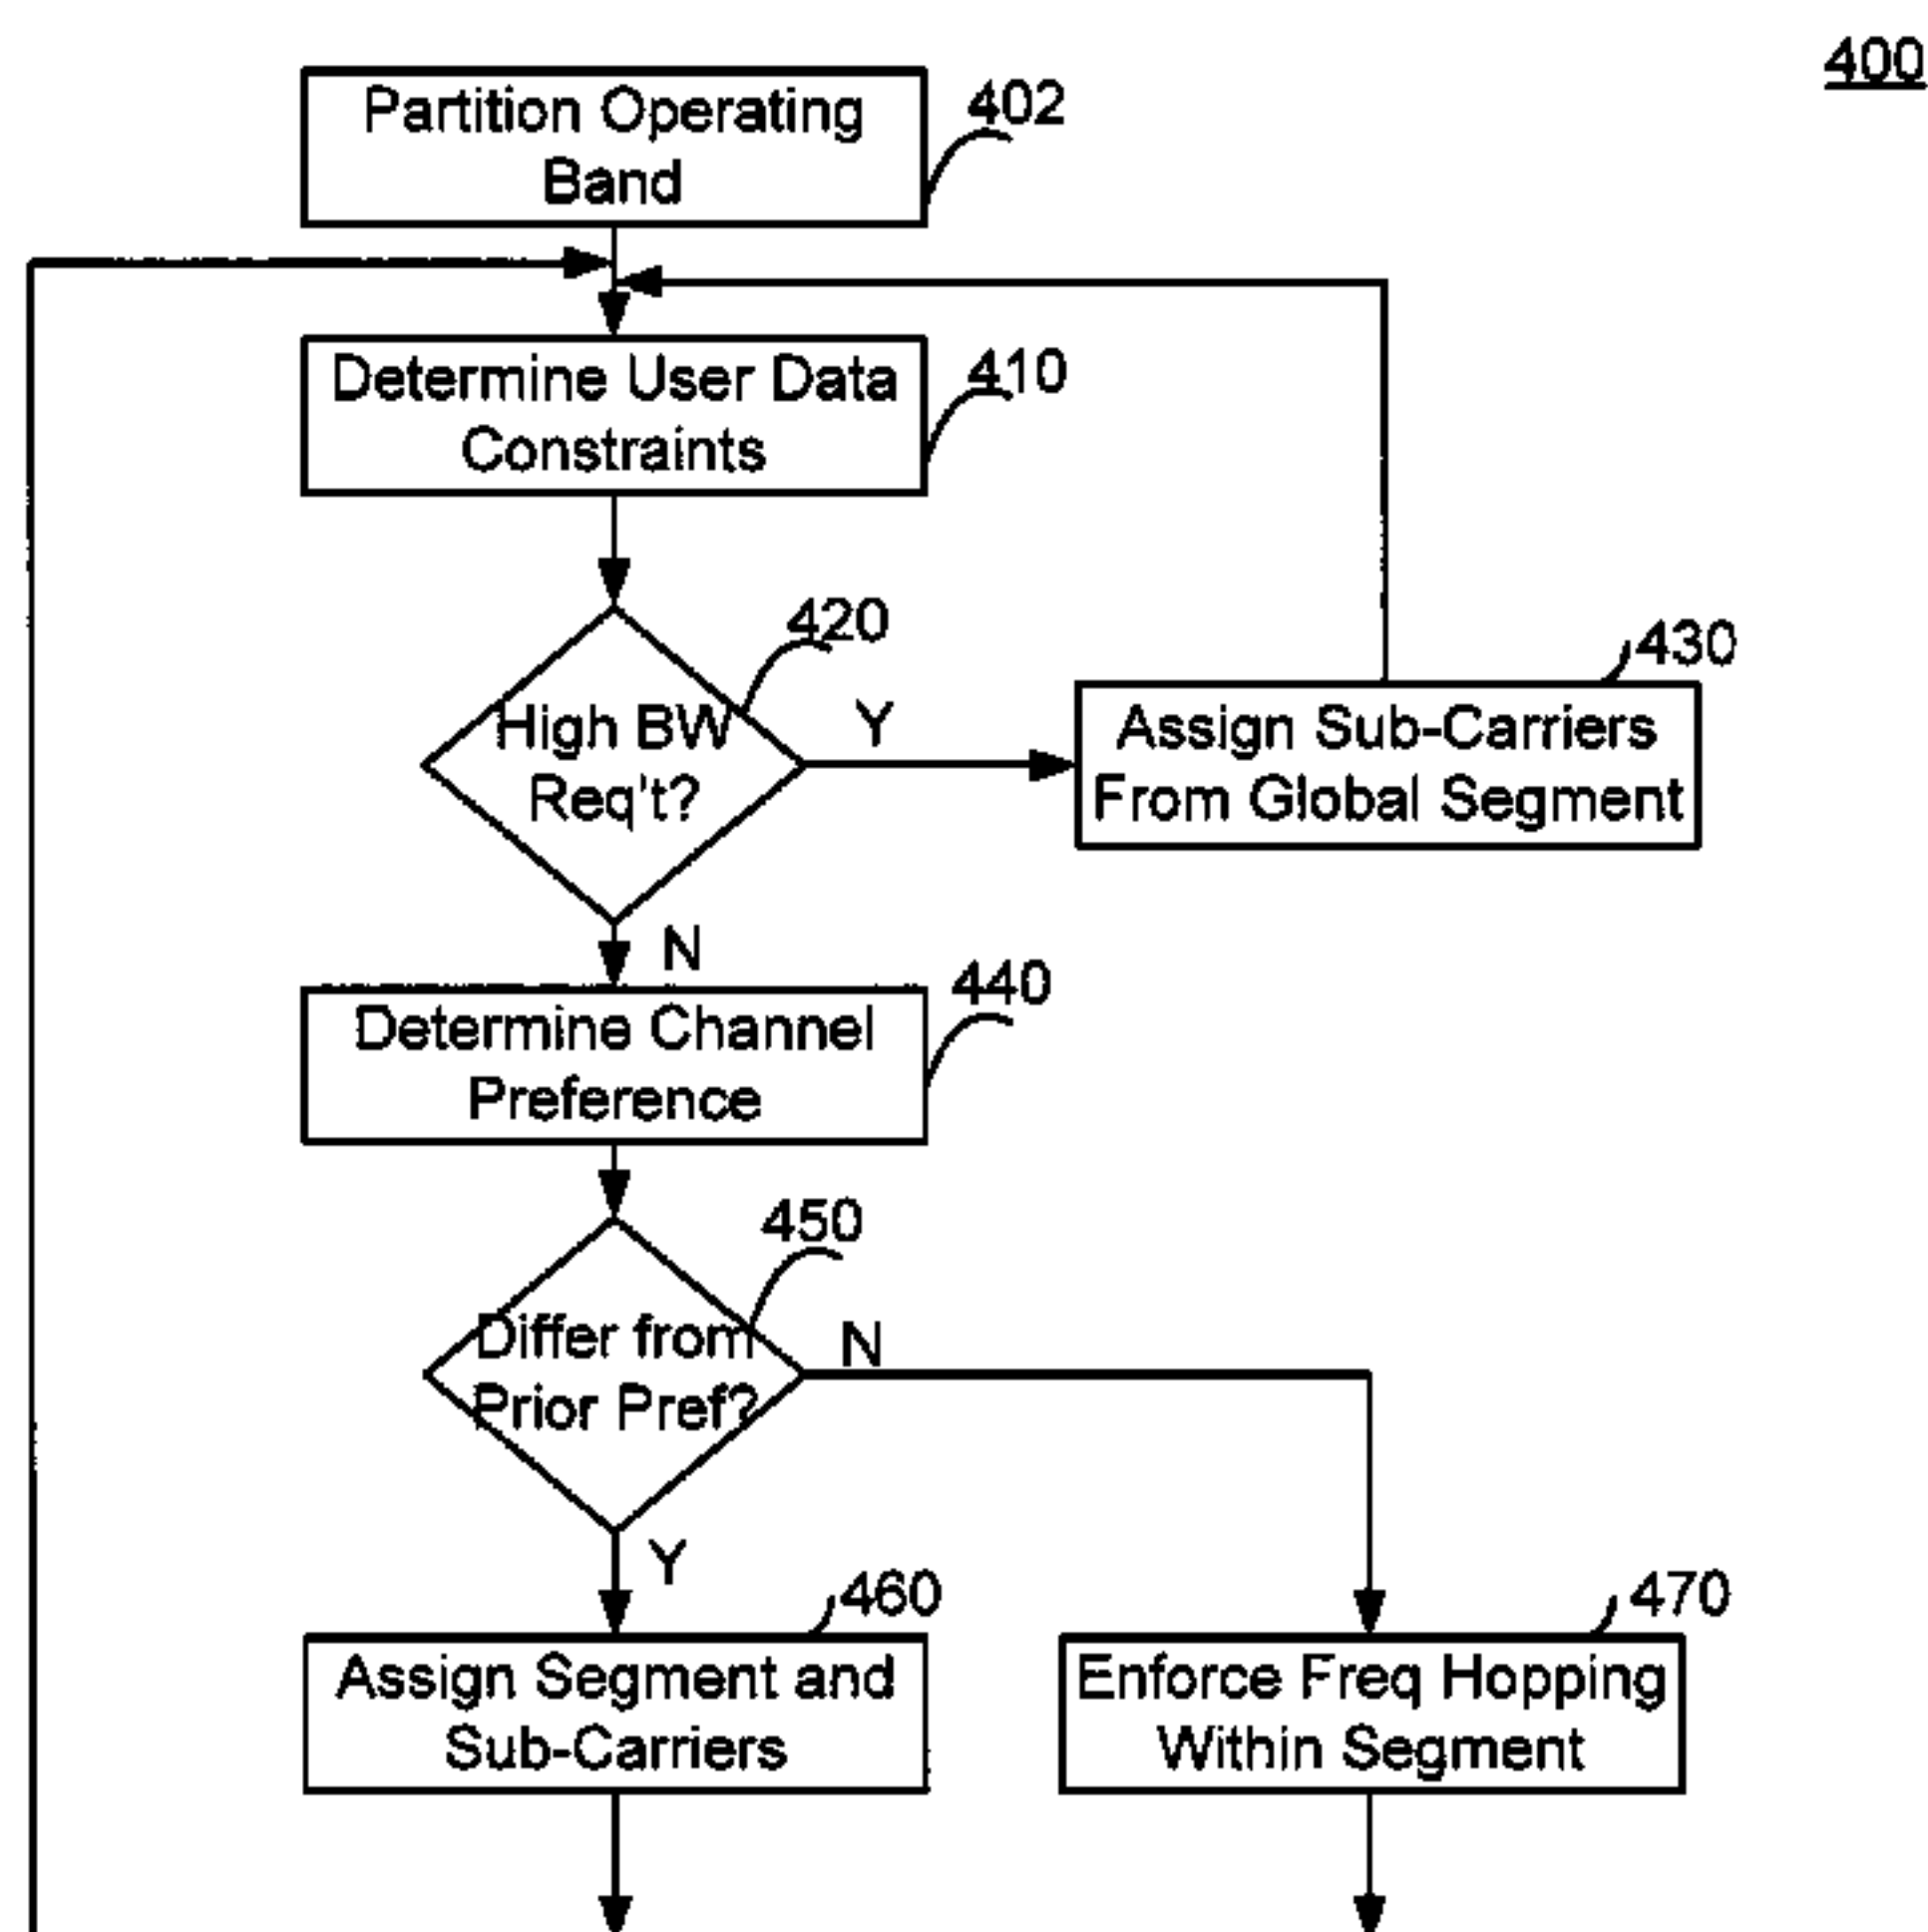 400
Partition Operating
Band
402
Determine User Data
Constraints
410
420
High BW
Req't?
Y
430
Assign Sub-Carriers
From Global Segment
N
440
Determine Channel
Preference
450
Differ from
Prior Pref?
N
Y
460
Assign Segment and
Sub-Carriers
470
Enforce Freq Hopping
Within Segment